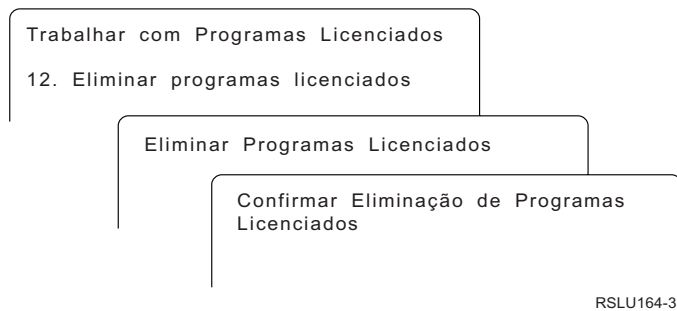 Trabalhar com Programas Licenciados
12. Eliminar programas licenciados
Eliminar Programas Licenciados
Confirmar Eliminação de Programas
Licenciados
RSLU164-3